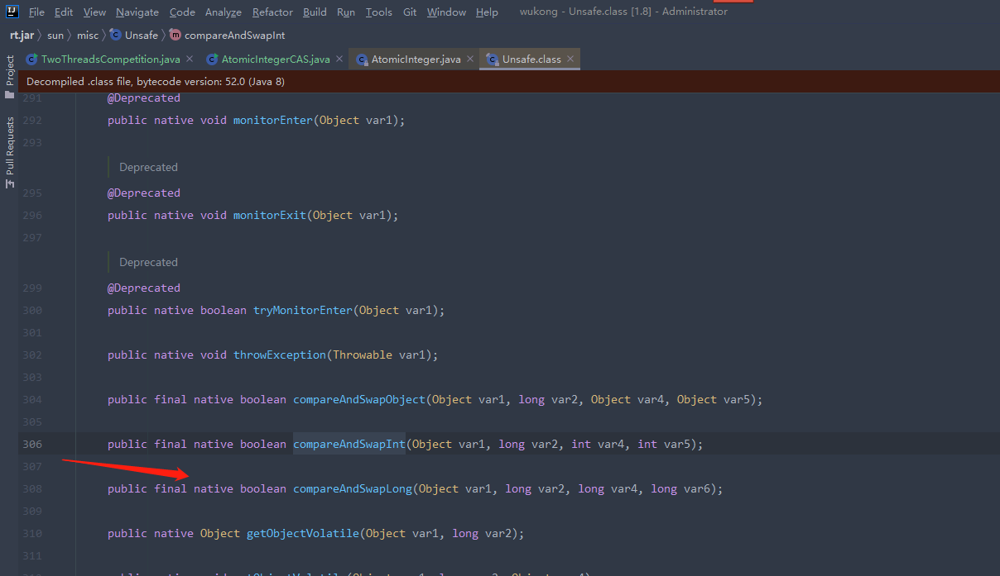 IJ File Edit View Navigate Code Analyze Refactor Build Run Tools Git Window Help wukong - Unsafe.class [1.8] - Administrator
rt.jar sun misc C Unsafe m compareAndSwapInt
C TwoThreadsCompetition.java × C AtomicIntegerCAS.java × C AtomicInteger.java × C Unsafe.class ×
Project
Pull Requests
Decompiled .class file, bytecode version: 52.0 (Java 8)
291 @Deprecated
292 public native void monitorEnter(Object var1);
293
Deprecated
295 @Deprecated
296 public native void monitorExit(Object var1);
297
Deprecated
299 @Deprecated
300 public native boolean tryMonitorEnter(Object var1);
301
302 public native void throwException(Throwable var1);
303
304 public final native boolean compareAndSwapObject(Object var1, long var2, Object var4, Object var5);
305
306 public final native boolean compareAndSwapInt(Object var1, long var2, int var4, int var5);
307
308 public final native boolean compareAndSwapLong(Object var1, long var2, long var4, long var6);
309
310 public native Object getObjectVolatile(Object var1, long var2);
311